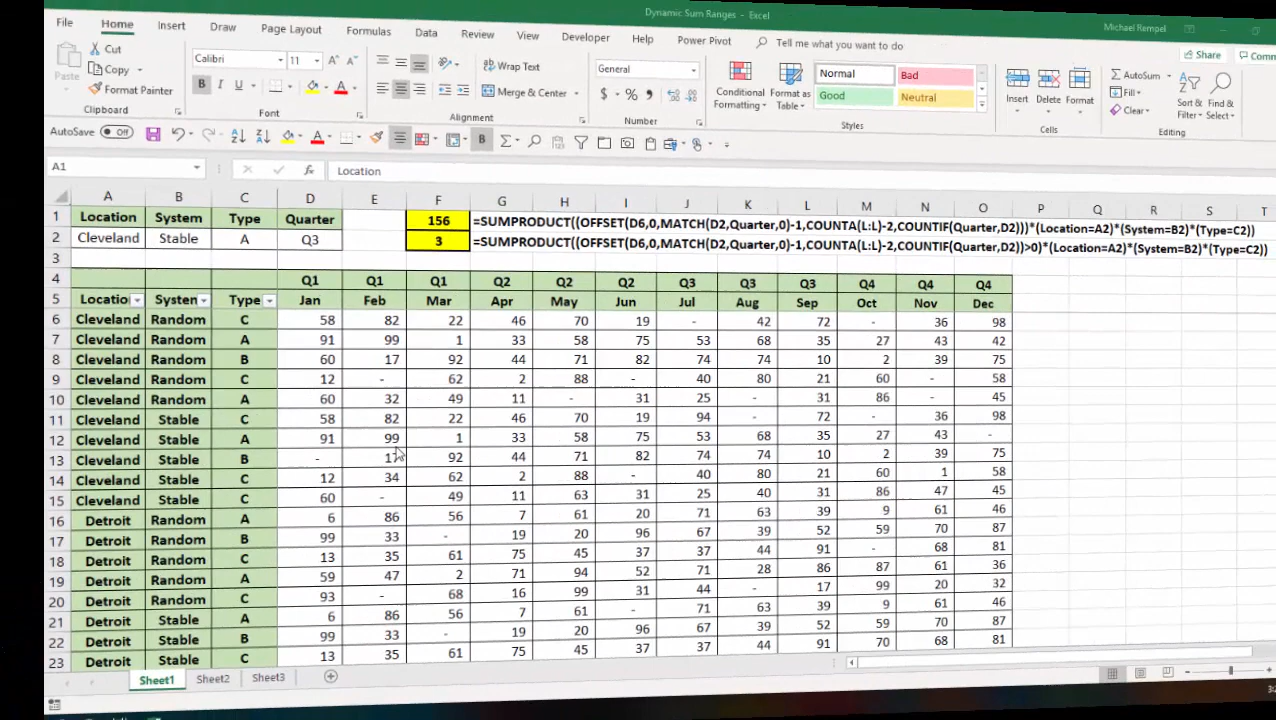 Dynamic Sum Ranges - Excel
Michael Rempel
File Home Insert Draw Page Layout Formulas Data Review View Developer Help Power Pivot Tell me what you want to do
Share
Paste
Cut
Copy
Format Painter
Clipboard
Calibri 11
B I U
Font
Wrap Text
Merge & Center
Alignment
General
$ % ,
Number
Conditional Formatting
Format as Table
Normal Bad
Good Neutral
Styles
Insert Delete Format
Cells
AutoSum
Fill
Clear
Sort & Filter
Find & Select
Editing
AutoSave Off
A1 fx Location
A B C D E F G H I J K L M N O P Q R S T
1 Location System Type Quarter 156 =SUMPRODUCT((OFFSET(D6,0,MATCH(D2,Quarter,0)-1,COUNTA(L:L)-2,COUNTIF(Quarter,D2)))*(Location=A2)*(System=B2)*(Type=C2))
2 Cleveland Stable A Q3 3 =SUMPRODUCT((OFFSET(D6,0,MATCH(D2,Quarter,0)-1,COUNTA(L:L)-2,COUNTIF(Quarter,D2))>0)*(Location=A2)*(System=B2)*(Type=C2))
3
4 Q1 Q1 Q1 Q2 Q2 Q2 Q3 Q3 Q3 Q4 Q4 Q4
5 Locatio System Type Jan Feb Mar Apr May Jun Jul Aug Sep Oct Nov Dec
6 Cleveland Random C 58 82 22 46 70 19 - 42 72 - 36 98
7 Cleveland Random A 91 99 1 33 58 75 53 68 35 27 43 42
8 Cleveland Random B 60 17 92 44 71 82 74 74 10 2 39 75
9 Cleveland Random C 12 - 62 2 88 - 40 80 21 60 - 58
10 Cleveland Random A 60 32 49 11 - 31 25 - 31 86 - 45
11 Cleveland Stable C 58 82 22 46 70 19 94 - 72 - 36 98
12 Cleveland Stable A 91 99 1 33 58 75 53 68 35 27 43 -
13 Cleveland Stable B - 17 92 44 71 82 74 74 10 2 39 75
14 Cleveland Stable C 12 34 62 2 88 - 40 80 21 60 1 58
15 Cleveland Stable C 60 - 49 11 63 31 25 40 31 86 47 45
16 Detroit Random A 6 86 56 7 61 20 71 63 39 9 61 46
17 Detroit Random B 99 33 - 19 20 96 67 39 52 59 70 87
18 Detroit Random C 13 35 61 75 45 37 37 44 91 - 68 81
19 Detroit Random A 59 47 2 71 94 52 71 28 86 87 61 36
20 Detroit Random C 93 - 68 16 99 31 44 - 17 99 20 32
21 Detroit Stable A 6 86 56 7 61 - 71 63 39 9 61 46
22 Detroit Stable B 99 33 - 19 20 96 67 39 52 59 70 87
23 Detroit Stable C 13 35 61 75 45 37 37 44 91 70 68 81
Sheet1 Sheet2 Sheet3